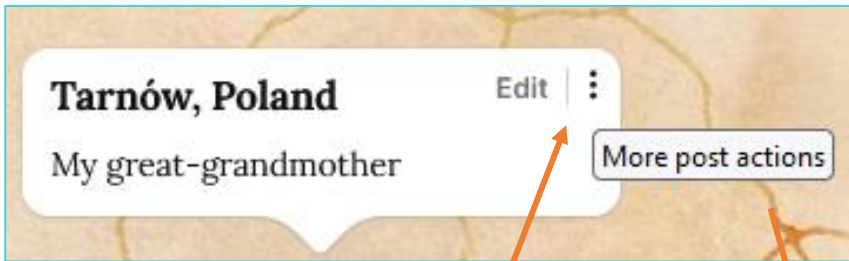 Tarnów, Poland
Edit
My great-grandmother
More post actions